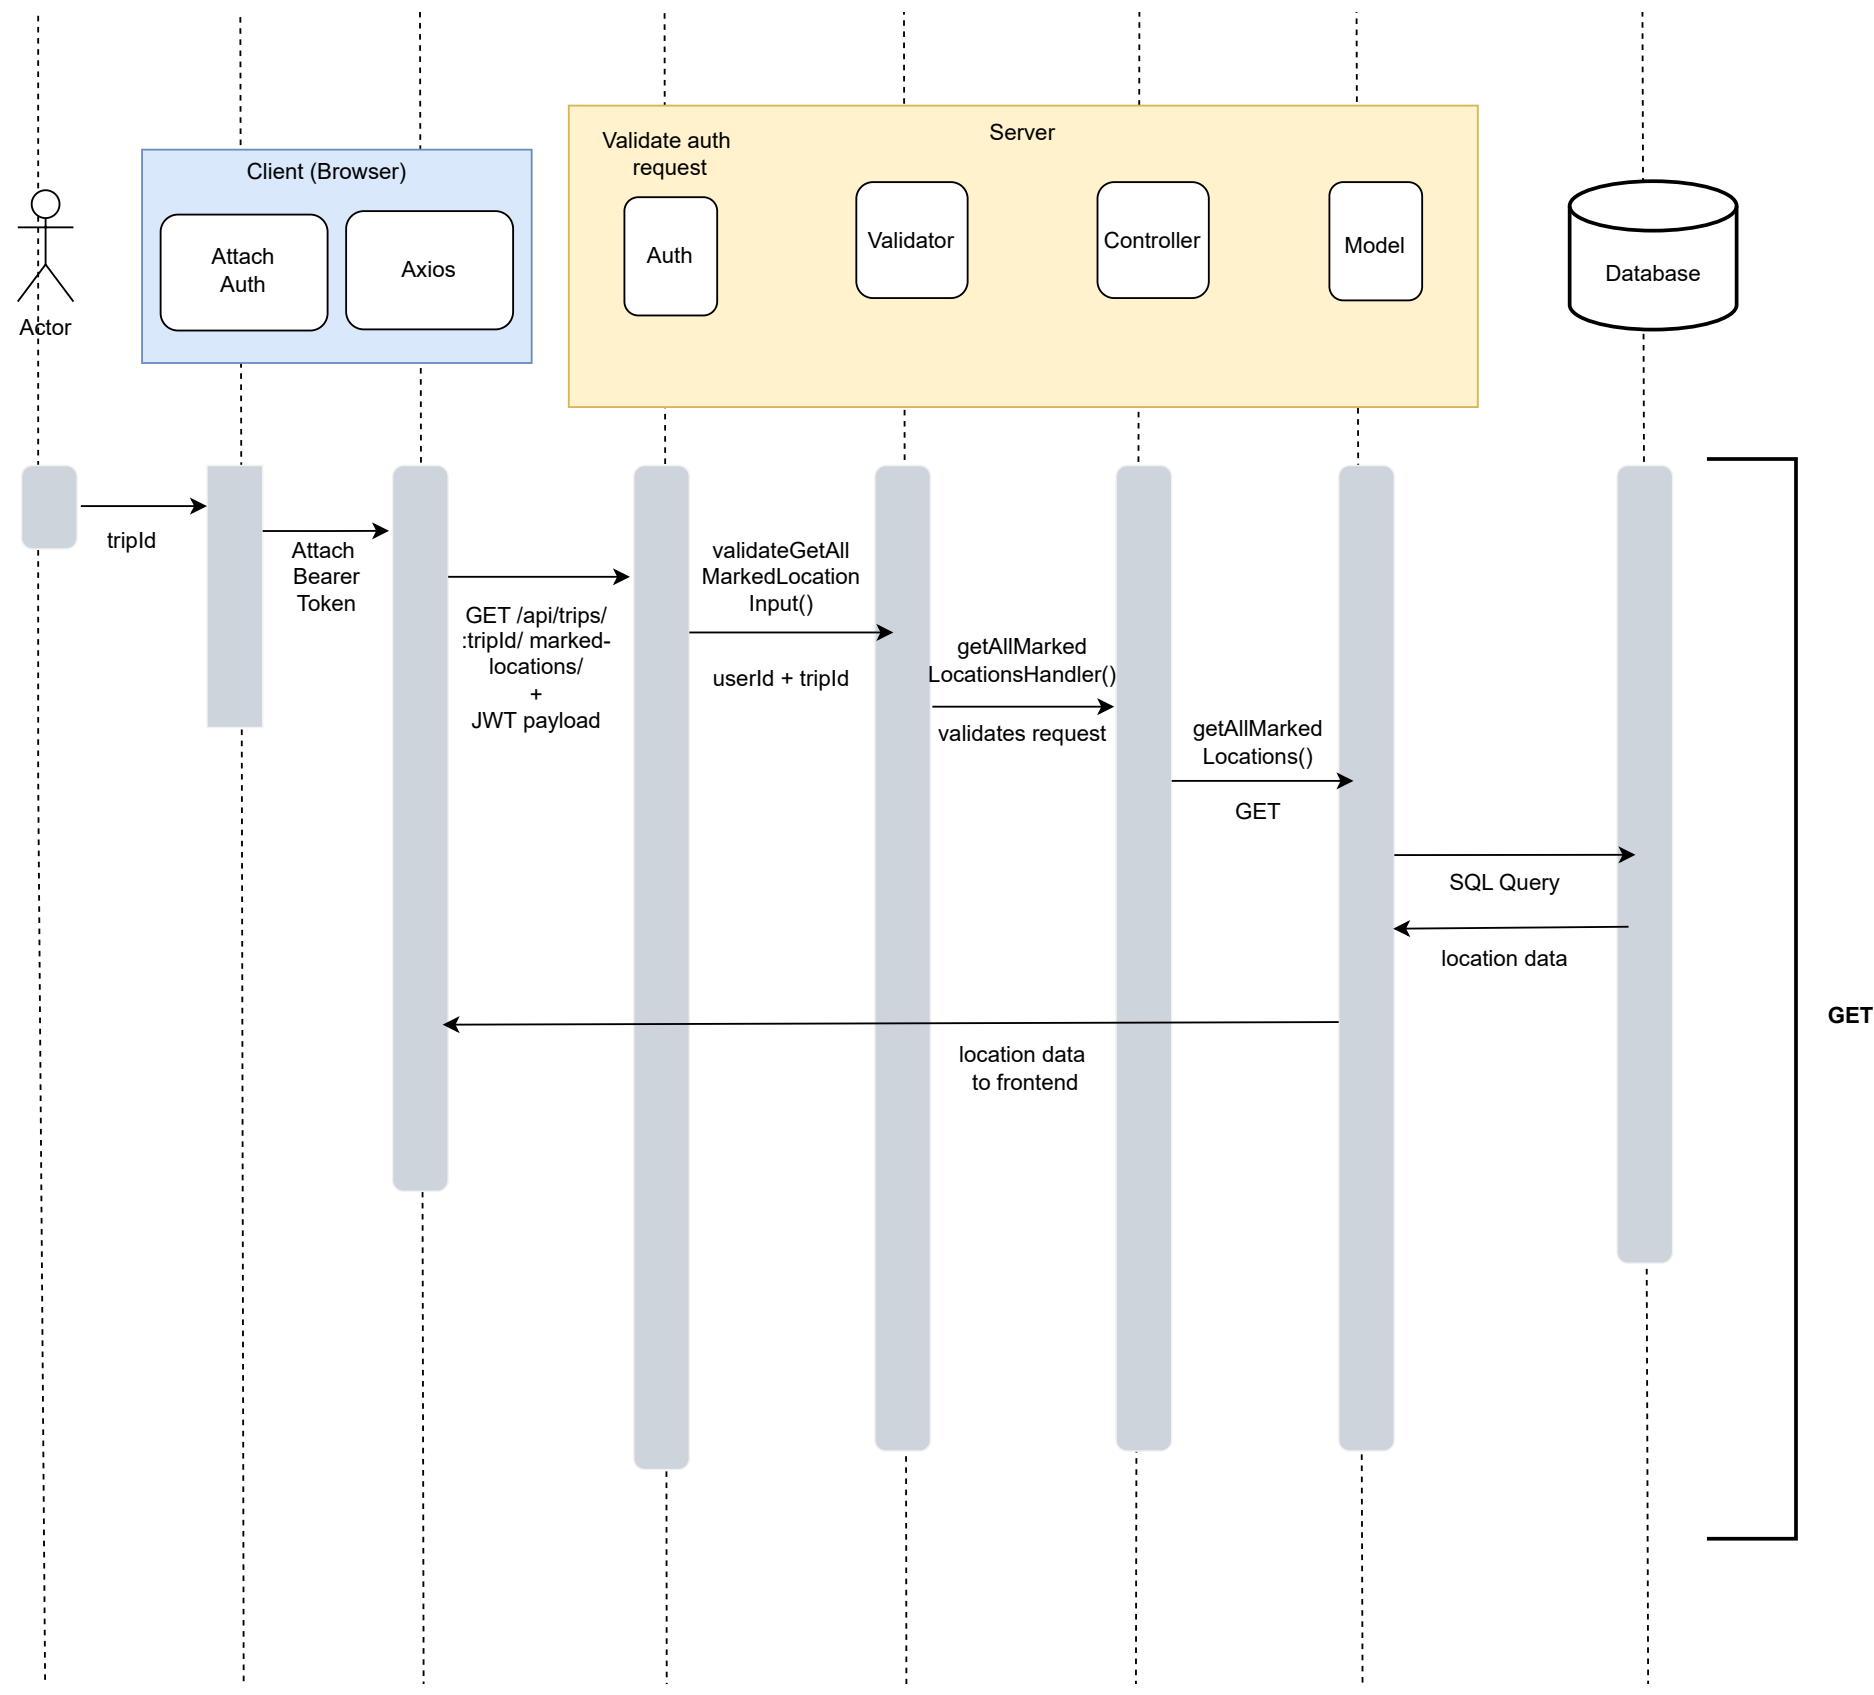 Server
Validate auth
request
Client (Browser)
Attach
Auth
Axios
Auth
Validator
Controller
Model
Database
Actor
tripId
Attach
Bearer
Token
GET /api/trips/
:tripId/ marked-
locations/
+
JWT payload
validateGetAll
MarkedLocation
Input()
userId + tripId
getAllMarked
LocationsHandler()
validates request
getAllMarked
Locations()
GET
SQL Query
location data
location data
to frontend
GET